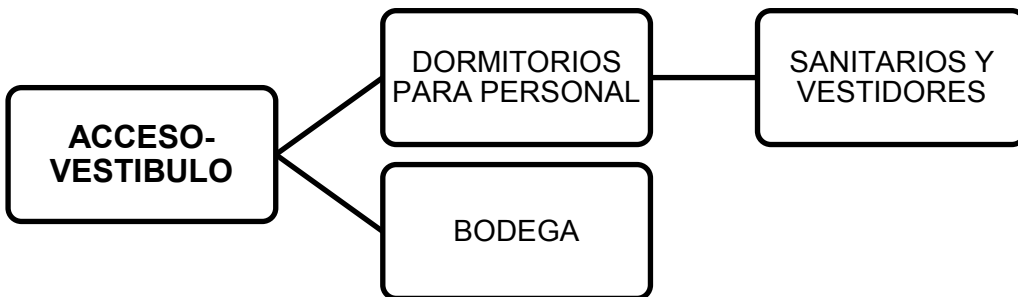 ACCESO-
VESTIBULO
DORMITORIOS
PARA PERSONAL
SANITARIOS Y
VESTIDORES
BODEGA